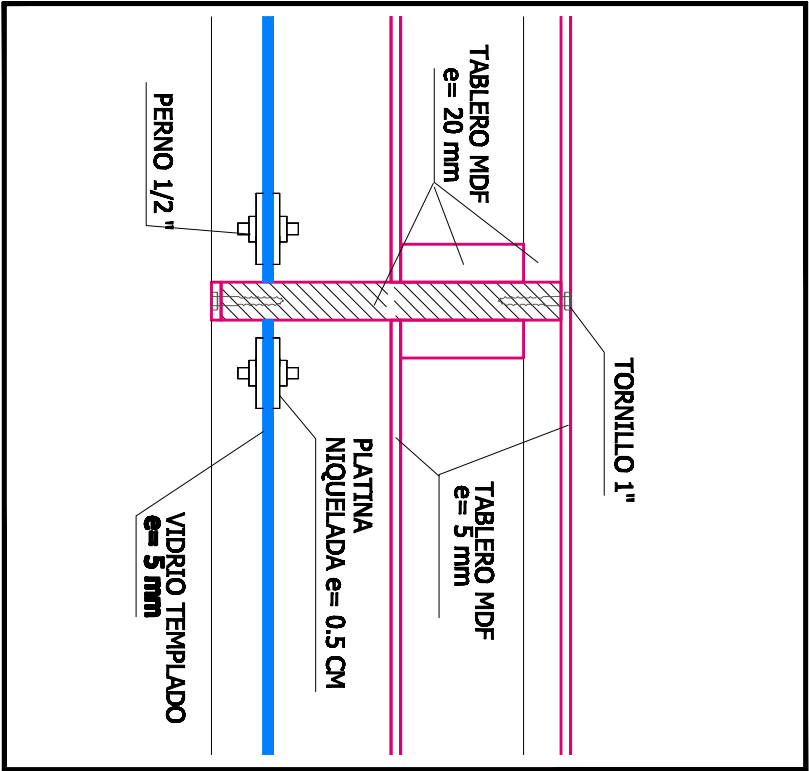 TABLERO MDF
e= 20 mm
PERNO 1/2 "
TORNILLO 1"
TABLERO MDF
e= 5 mm
PLATINA
NIQUELADA e= 0.5 CM
VIDRIO TEMPLADO
e= 5 mm